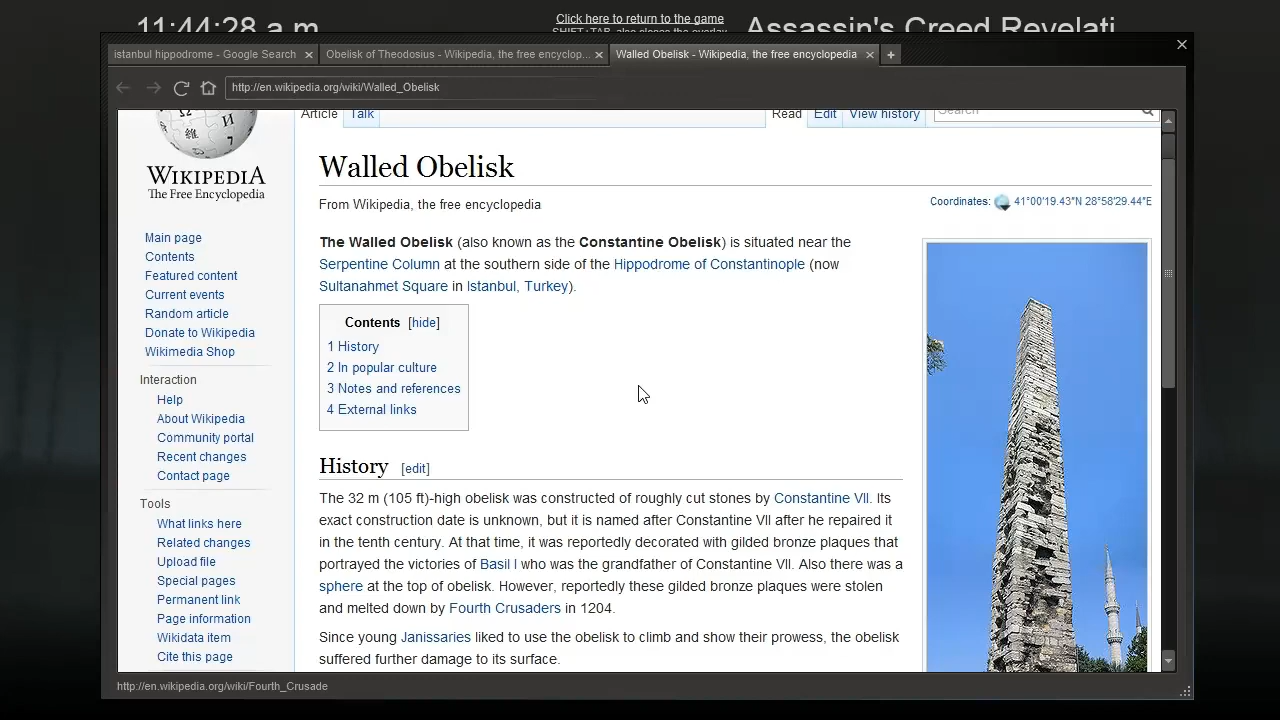 11:44:28 a.m
Click here to return to the game
SHIFT+TAB also closes the overlay
Assassin's Creed Revelati
istanbul hippodrome - Google Search
Obelisk of Theodosius - Wikipedia, the free encyclop...
Walled Obelisk - Wikipedia, the free encyclopedia
http://en.wikipedia.org/wiki/Walled_Obelisk
Article Talk
Read Edit View history
Search
WIKIPEDIA
The Free Encyclopedia
Main page
Contents
Featured content
Current events
Random article
Donate to Wikipedia
Wikimedia Shop
Interaction
Help
About Wikipedia
Community portal
Recent changes
Contact page
Tools
What links here
Related changes
Upload file
Special pages
Permanent link
Page information
Wikidata item
Cite this page
Walled Obelisk
From Wikipedia, the free encyclopedia
Coordinates: 41°00'19.43"N 28°58'29.44"E
The Walled Obelisk (also known as the Constantine Obelisk) is situated near the
Serpentine Column at the southern side of the Hippodrome of Constantinople (now
Sultanahmet Square in Istanbul, Turkey).
Contents [hide]
1 History
2 In popular culture
3 Notes and references
4 External links
History [edit]
The 32 m (105 ft)-high obelisk was constructed of roughly cut stones by Constantine VII. Its
exact construction date is unknown, but it is named after Constantine VII after he repaired it
in the tenth century. At that time, it was reportedly decorated with gilded bronze plaques that
portrayed the victories of Basil I who was the grandfather of Constantine VII. Also there was a
sphere at the top of obelisk. However, reportedly these gilded bronze plaques were stolen
and melted down by Fourth Crusaders in 1204.
Since young Janissaries liked to use the obelisk to climb and show their prowess, the obelisk
suffered further damage to its surface.
http://en.wikipedia.org/wiki/Fourth_Crusade